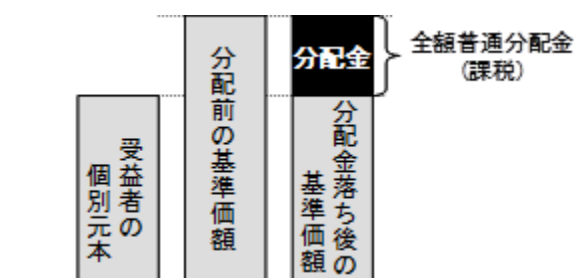 受益者の
個別元本
分配前の基準価額
分配金
分配金落ち後の
基準価額
全額普通分配金
(課税)